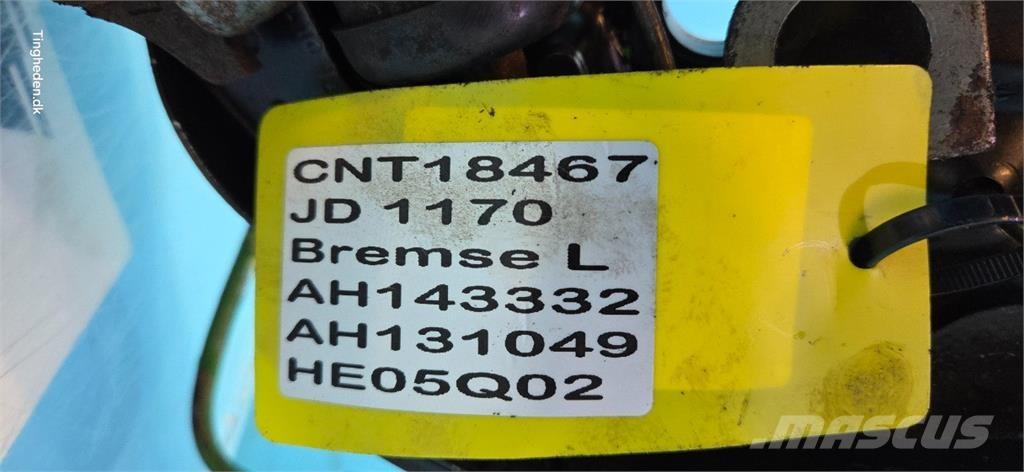 Tingheden.dk
CNT18467
JD 1170
Bremse L
AH143332
AH131049
HE05Q02
MASCUS